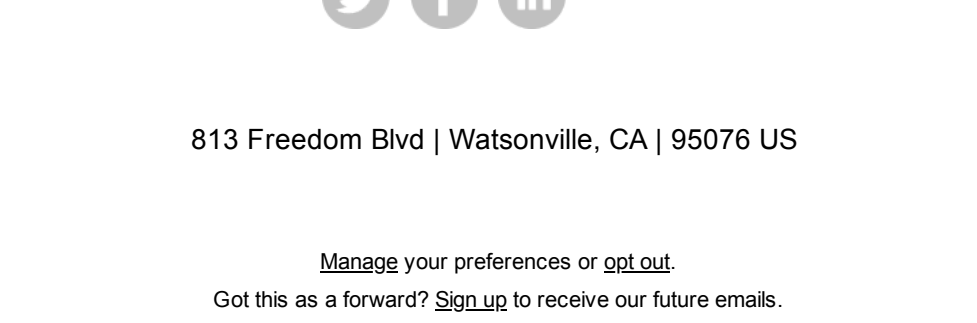 813 Freedom Blvd | Watsonville, CA | 95076 US
Manage your preferences or opt out.
Got this as a forward? Sign up to receive our future emails.